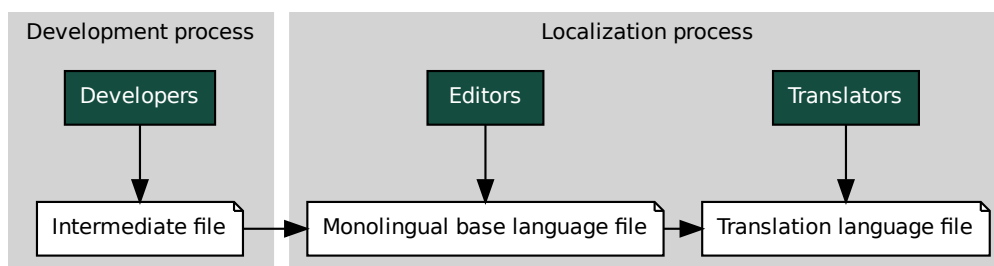 Development process
Localization process
Developers
Editors
Translators
Intermediate file
Monolingual base language file
Translation language file